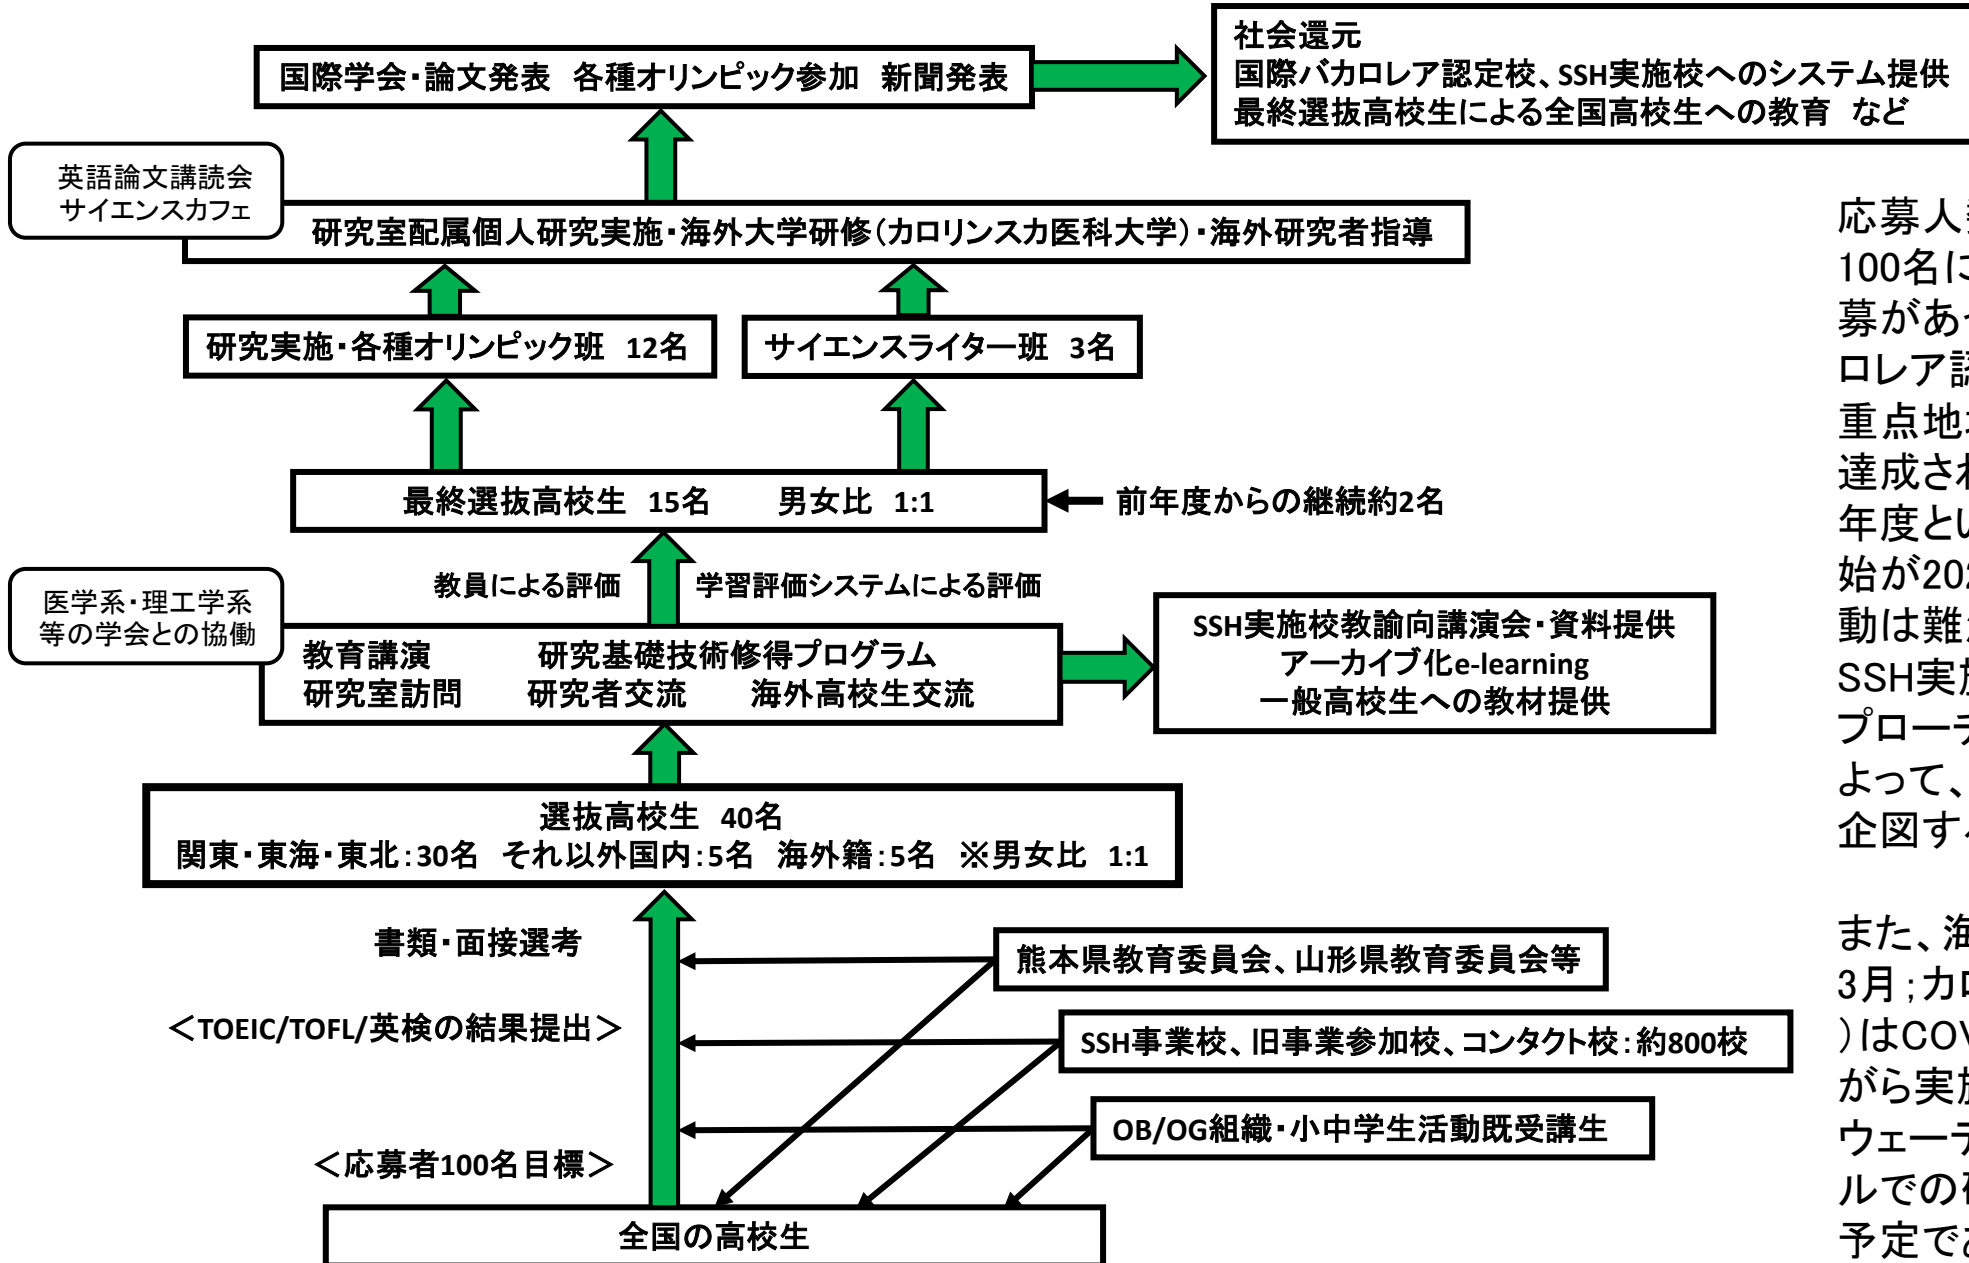 社会還元
国際バカロレア認定校、SSH実施校へのシステム提供
最終選抜高校生による全国高校生への教育 など
国際学会・論文発表 各種オリンピック参加 新聞発表
英語論文講読会
サイエンスカフェ
研究室配属個人研究実施・海外大学研修(カロリンスカ医科大学)・海外研究者指導
研究実施・各種オリンピック班 12名
サイエンスライター班 3名
最終選抜高校生 15名 男女比 1:1
前年度からの継続約2名
教員による評価
学習評価システムによる評価
医学系・理工学系
等の学会との協働
教育講演 研究基礎技術修得プログラム
研究室訪問 研究者交流 海外高校生交流
SSH実施校教諭向講演会・資料提供
アーカイブ化e-learning
一般高校生への教材提供
選抜高校生 40名
関東・東海・東北:30名 それ以外国内:5名 海外籍:5名 ※男女比 1:1
書類・面接選考
熊本県教育委員会、山形県教育委員会等
<TOEIC/TOFL/英検の結果提出>
SSH事業校、旧事業参加校、コンタクト校:約800校
OB/OG組織・小中学生活動既受講生
<応募者100名目標>
全国の高校生
応募人
100名に
募があ
ロレア
重点地
達成さ
年度と
始が202
動は難
SSH実
プローチ
よって、
企図す
また、海
3月;カ
)はCOV
がら実
ウェーデ
ルでの
予定で